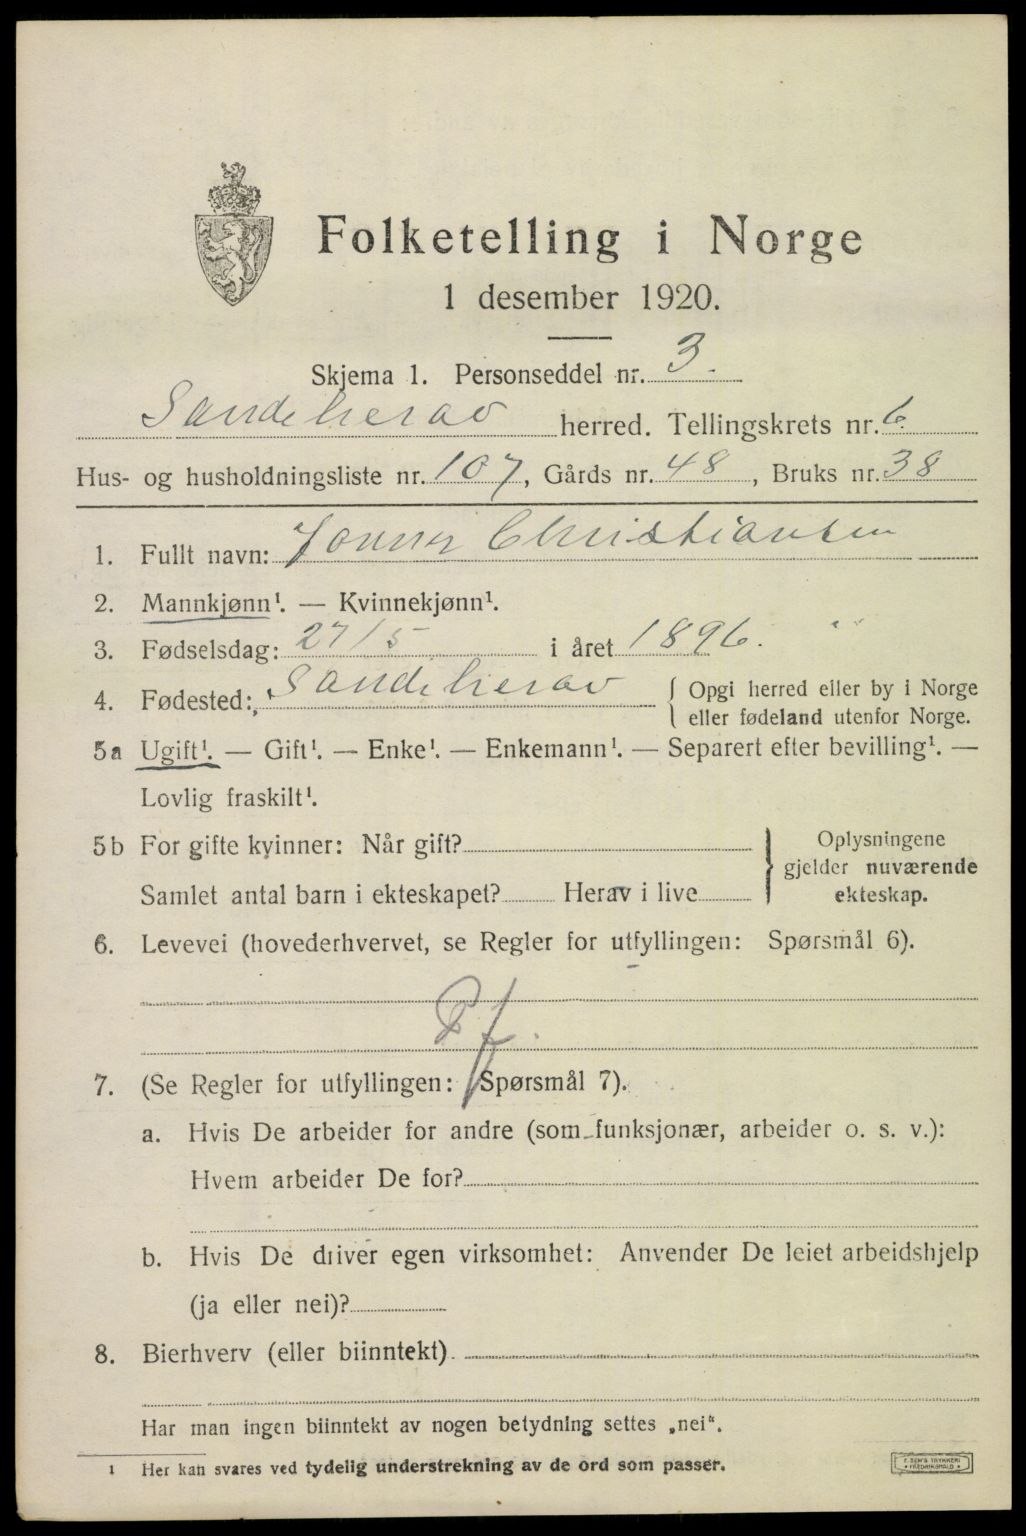 Folketelling i Norge
1 desember 1920.
Skjema 1. Personseddel nr. 3.
Sandeherav herred. Tellingskrets nr. 6.
Hus- og husholdningsliste nr. 107, Gårds nr. 48, Bruks nr. 38
1. Fullt navn: Christiansen
2. Mannkjønn¹. — Kvinnekjønn¹.
3. Fødselsdag: 27/5 i året 1896.
4. Fødested: Sandeherav { Opgi herred eller by i Norge
eller fødeland utenfor Norge.
5a Ugift¹. — Gift¹. — Enke¹. — Enkemann¹. — Separert efter bevilling¹. —
Lovlig fraskilt¹.
5b For gifte kvinner: Når gift?
Samlet antal barn i ekteskapet? Herav i live
} Oplysningene
gjelder nuværende
ekteskap.
6. Levevei (hovederhvervet, se Regler for utfyllingen: Spørsmål 6).
7. (Se Regler for utfyllingen: Spørsmål 7).
a. Hvis De arbeider for andre (som funksjonær, arbeider o. s. v.):
Hvem arbeider De for?
b. Hvis De driver egen virksomhet: Anvender De leiet arbeidshjelp
(ja eller nei)?
8. Bierhverv (eller biinntekt)
Har man ingen biinntekt av nogen betydning settes „nei".
¹ Her kan svares ved tydelig understrekning av de ord som passer.